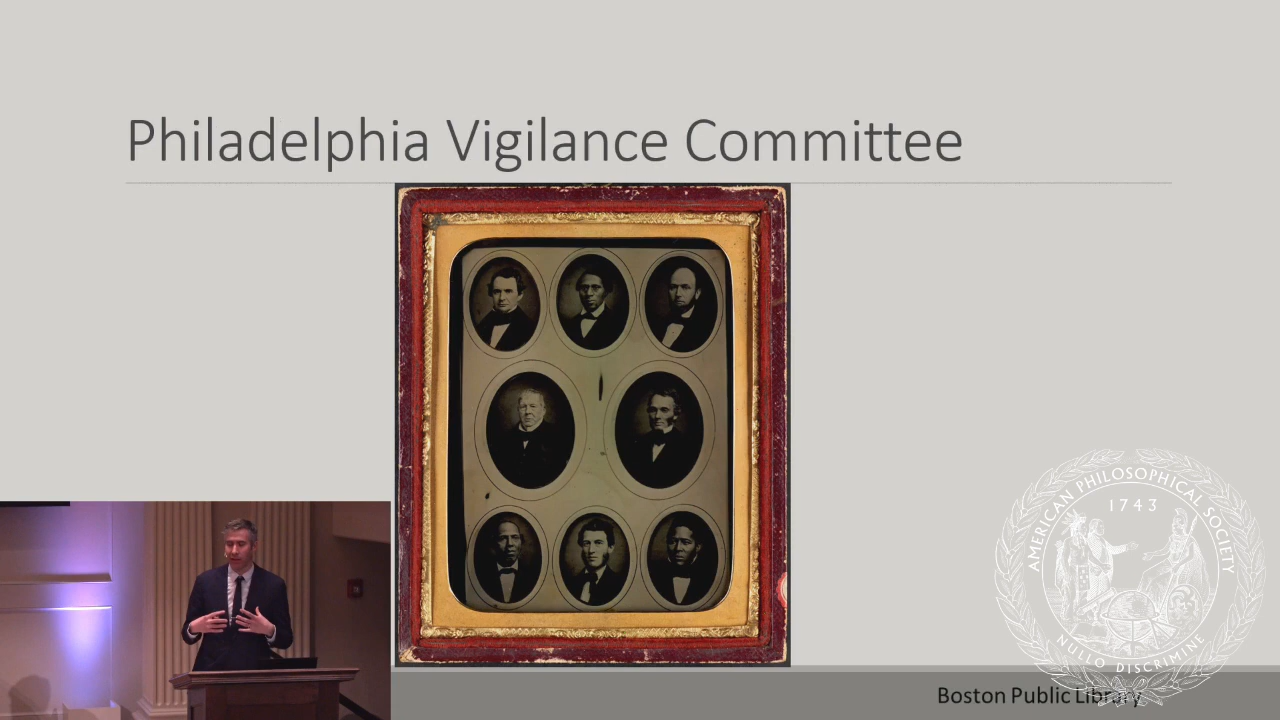 Philadelphia Vigilance Committee
AMERICAN PHILOSOPHICAL SOCIETY
1743
NULLO DISCRIMINE
Boston Public Library